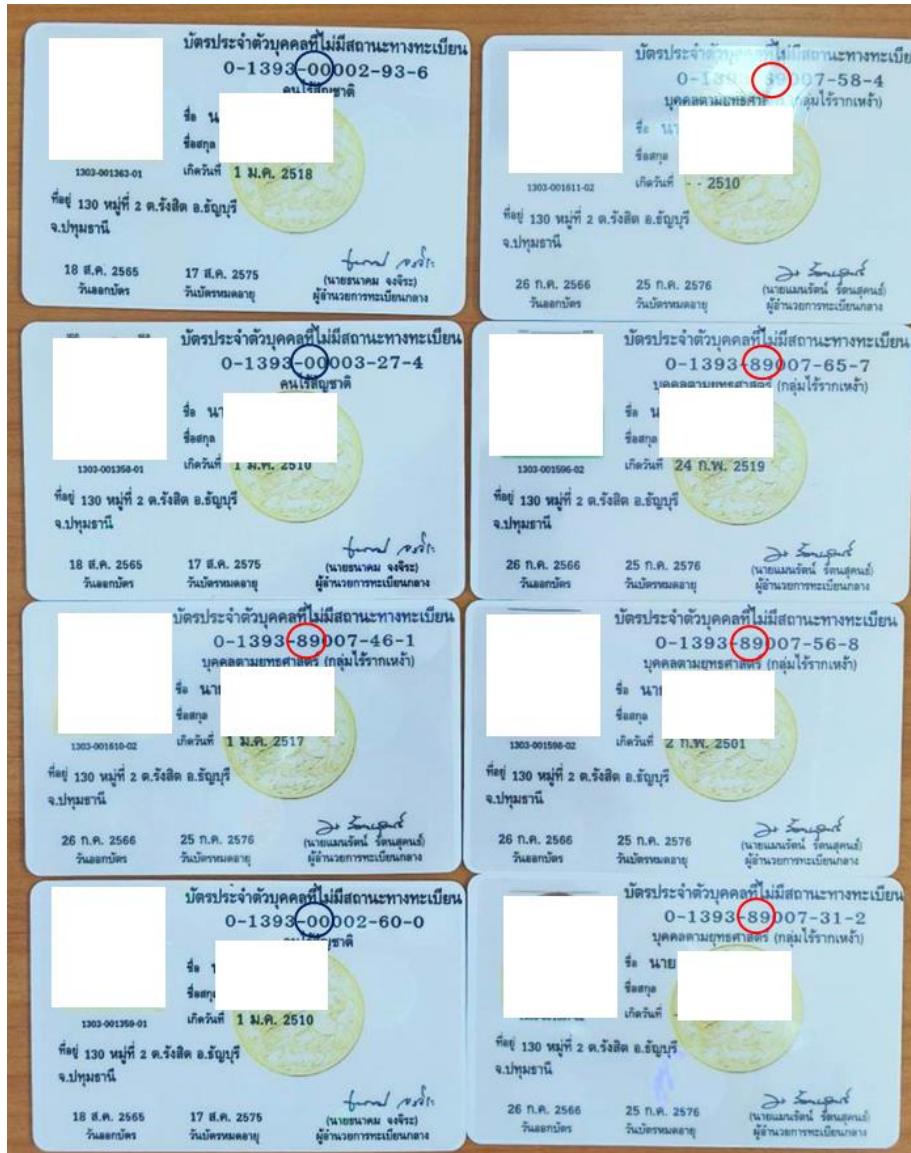 บัตรประจำตัวบุคคลที่ไม่มีสถานะทางทะเบียน
0-1393-00002-93-6
คนไร้สัญชาติ
ชื่อ
ชื่อสกุล
เกิดวันที่ 1 ม.ค. 2518
1303-001363-01
ที่อยู่ 130 หมู่ที่ 2 ต.รังสิต อ.ธัญบุรี
จ.ปทุมธานี
18 ส.ค. 2565 17 ส.ค. 2575
วันออกบัตร วันบัตรหมดอายุ
(นายธนาคม จงจิระ)
ผู้อำนวยการทะเบียนกลาง
บัตรประจำตัวบุคคลที่ไม่มีสถานะทางทะเบีย
0-139 89007-58-4
บุคคลตามยุทธศาสตร์ (กลุ่มไร้รากเหง้า)
ชื่อ
ชื่อสกุล
เกิดวันที่ - - 2510
1303-001611-02
ที่อยู่ 130 หมู่ที่ 2 ต.รังสิต อ.ธัญบุรี
จ.ปทุมธานี
26 ก.ค. 2566 25 ก.ค. 2576
วันออกบัตร วันบัตรหมดอายุ
(นายแมนรัตน์ รัตนสุคนธ์)
ผู้อำนวยการทะเบียนกลาง
บัตรประจำตัวบุคคลที่ไม่มีสถานะทางทะเบียน
0-1393-00003-27-4
คนไร้สัญชาติ
ชื่อ
ชื่อสกุล
เกิดวันที่ 1 ม.ค. 2510
1303-001358-01
ที่อยู่ 130 หมู่ที่ 2 ต.รังสิต อ.ธัญบุรี
จ.ปทุมธานี
18 ส.ค. 2565 17 ส.ค. 2575
วันออกบัตร วันบัตรหมดอายุ
(นายธนาคม จงจิระ)
ผู้อำนวยการทะเบียนกลาง
บัตรประจำตัวบุคคลที่ไม่มีสถานะทางทะเบียน
0-1393-89007-65-7
บุคคลตามยุทธศาสตร์ (กลุ่มไร้รากเหง้า)
ชื่อ
ชื่อสกุล
เกิดวันที่ 24 ก.พ. 2519
1303-001596-02
ที่อยู่ 130 หมู่ที่ 2 ต.รังสิต อ.ธัญบุรี
จ.ปทุมธานี
26 ก.ค. 2566 25 ก.ค. 2576
วันออกบัตร วันบัตรหมดอายุ
(นายแมนรัตน์ รัตนสุคนธ์)
ผู้อำนวยการทะเบียนกลาง
บัตรประจำตัวบุคคลที่ไม่มีสถานะทางทะเบียน
0-1393-89007-46-1
บุคคลตามยุทธศาสตร์ (กลุ่มไร้รากเหง้า)
ชื่อ นาย
ชื่อสกุล
เกิดวันที่ 1 ม.ค. 2517
1303-001610-02
ที่อยู่ 130 หมู่ที่ 2 ต.รังสิต อ.ธัญบุรี
จ.ปทุมธานี
26 ก.ค. 2566 25 ก.ค. 2576
วันออกบัตร วันบัตรหมดอายุ
(นายแมนรัตน์ รัตนสุคนธ์)
ผู้อำนวยการทะเบียนกลาง
บัตรประจำตัวบุคคลที่ไม่มีสถานะทางทะเบียน
0-1393-89007-56-8
บุคคลตามยุทธศาสตร์ (กลุ่มไร้รากเหง้า)
ชื่อ
ชื่อสกุล
เกิดวันที่ 2 ก.พ. 2501
1303-001598-02
ที่อยู่ 130 หมู่ที่ 2 ต.รังสิต อ.ธัญบุรี
จ.ปทุมธานี
26 ก.ค. 2566 25 ก.ค. 2576
วันออกบัตร วันบัตรหมดอายุ
(นายแมนรัตน์ รัตนสุคนธ์)
ผู้อำนวยการทะเบียนกลาง
บัตรประจำตัวบุคคลที่ไม่มีสถานะทางทะเบียน
0-1393-00002-60-0
คนไร้สัญชาติ
ชื่อ
ชื่อสกุล
เกิดวันที่ 1 ม.ค. 2510
1303-001359-01
ที่อยู่ 130 หมู่ที่ 2 ต.รังสิต อ.ธัญบุรี
จ.ปทุมธานี
18 ส.ค. 2565 17 ส.ค. 2575
วันออกบัตร วันบัตรหมดอายุ
(นายธนาคม จงจิระ)
ผู้อำนวยการทะเบียนกลาง
บัตรประจำตัวบุคคลที่ไม่มีสถานะทางทะเบียน
0-1393-89007-31-2
บุคคลตามยุทธศาสตร์ (กลุ่มไร้รากเหง้า)
ชื่อ นาย
ชื่อสกุล
เกิดวันที่ -
ที่อยู่ 130 หมู่ที่ 2 ต.รังสิต อ.ธัญบุรี
จ.ปทุมธานี
26 ก.ค. 2566 25 ก.ค. 2576
วันออกบัตร วันบัตรหมดอายุ
(นายแมนรัตน์ รัตนสุคนธ์)
ผู้อำนวยการทะเบียนกลาง